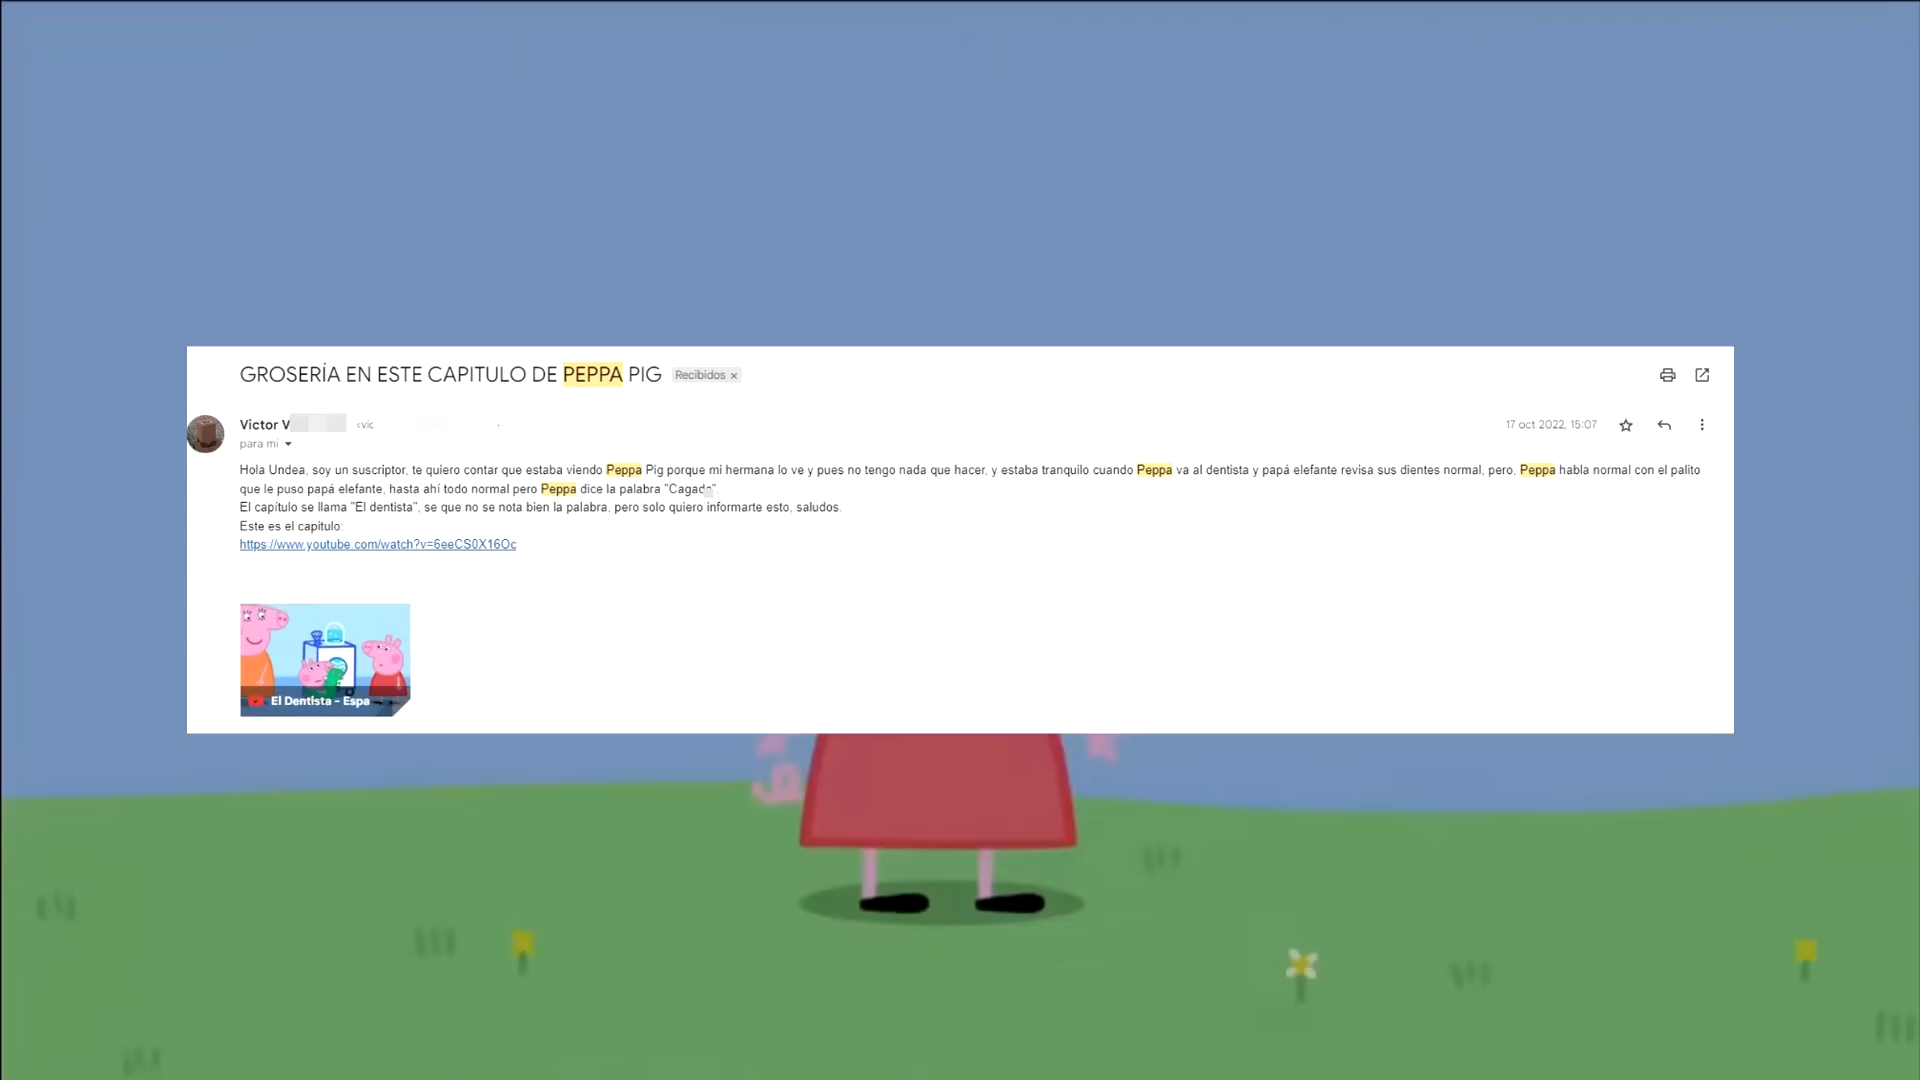 GROSERÍA EN ESTE CAPITULO DE PEPPA PIG Recibidos x
Victor V <vic
17 oct 2022, 15:07
para mí
Hola Undea, soy un suscriptor, te quiero contar que estaba viendo Peppa Pig porque mi hermana lo ve y pues no tengo nada que hacer, y estaba tranquilo cuando Peppa va al dentista y papá elefante revisa sus dientes normal, pero, Peppa habla normal con el palito
que le puso papá elefante, hasta ahí todo normal pero Peppa dice la palabra "Cagada".
El capítulo se llama "El dentista", se que no se nota bien la palabra, pero solo quiero informarte esto, saludos.
Este es el capitulo:
https://www.youtube.com/watch?v=6eeCS0X16Oc
El Dentista - Espa